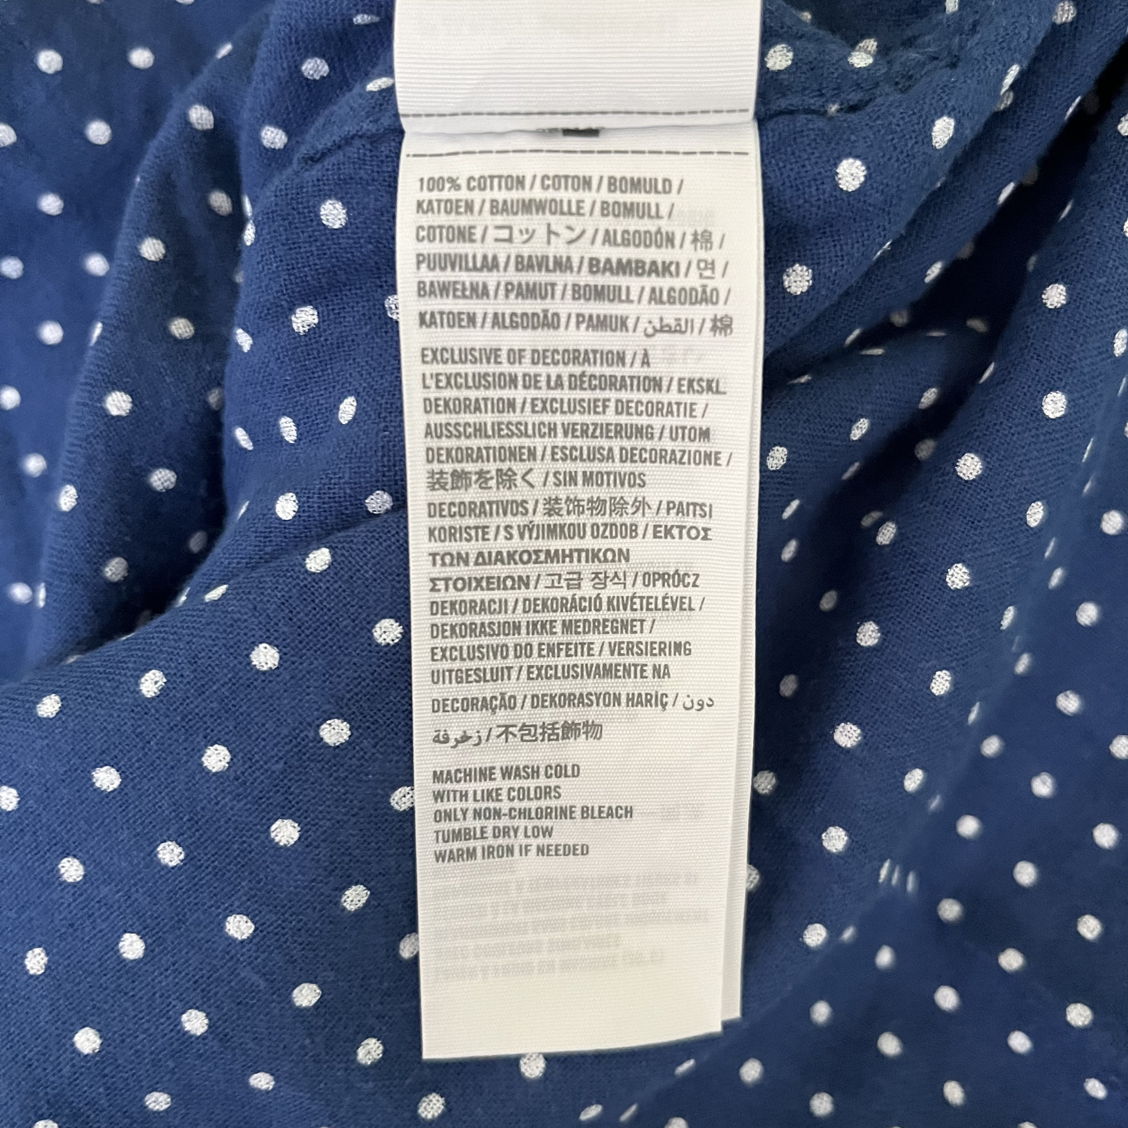 100% COTTON / COTON / BOMULD /
KATOEN / BAUMWOLLE / BOMULL /
COTONE / コットン / ALGODÓN / 棉 /
PUUVILLAA / BAVLNA / BAMBAKI / 면 /
BAWEŁNA / PAMUT / BOMULL / ALGODÃO /
KATOEN / ALGODÃO / PAMUK / القطن / 棉
EXCLUSIVE OF DECORATION / À
L'EXCLUSION DE LA DÉCORATION / EKSKL.
DEKORATION / EXCLUSIEF DECORATIE /
AUSSCHLIESSLICH VERZIERUNG / UTOM
DEKORATIONEN / ESCLUSA DECORAZIONE /
装飾を除く / SIN MOTIVOS
DECORATIVOS / 装饰物除外 / PAITSI
KORISTE / S VÝJIMKOU OZDOB / ΕΚΤΟΣ
ΤΩΝ ΔΙΑΚΟΣΜΗΤΙΚΩΝ
ΣΤΟΙΧΕΙΩΝ / 고급 장식 / OPRÓCZ
DEKORACJI / DEKORÁCIÓ KIVÉTELÉVEL /
DEKORASJON IKKE MEDREGNET /
EXCLUSIVO DO ENFEITE / VERSIERING
UITGESLUIT / EXCLUSIVAMENTE NA
DECORAÇÃO / DEKORASYON HARİÇ / دون
زخرفة / 不包括飾物
MACHINE WASH COLD
WITH LIKE COLORS
ONLY NON-CHLORINE BLEACH
TUMBLE DRY LOW
WARM IRON IF NEEDED